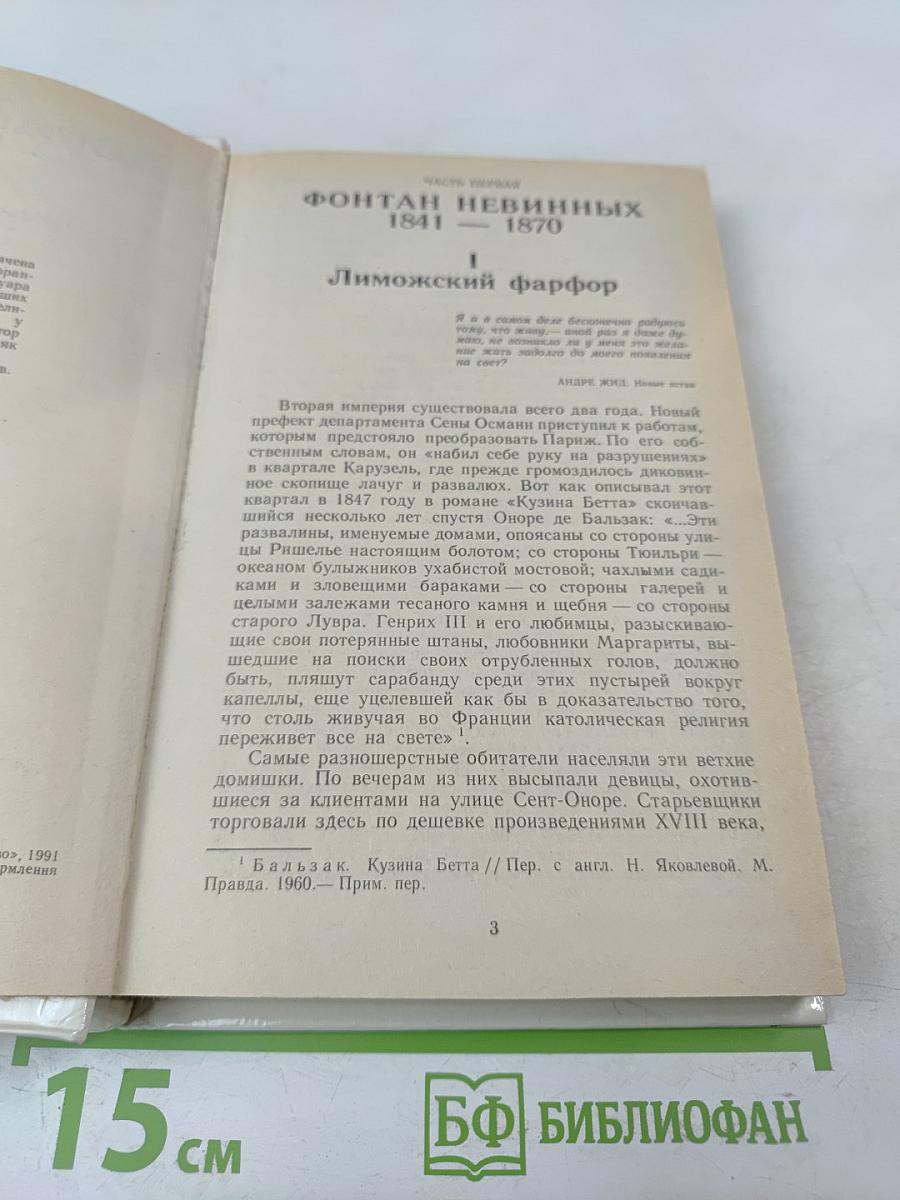 ячена
фран-
уара
ших
ели-
у
тор
як
в.
во», 1991
рмлення
ЧАСТЬ ПЕРВАЯ
ФОНТАН НЕВИННЫХ
1841 — 1870
I
Лиможский фарфор
Я и в самом деле бесконечно радуюсь
тому, что живу,— иной раз я даже ду-
маю, не возникло ли у меня это жела-
ние жить задолго до моего появления
на свет?
АНДРЕ ЖИД. Новые яства
Вторая империя существовала всего два года. Новый
префект департамента Сены Османн приступил к работам,
которым предстояло преобразовать Париж. По его соб-
ственным словам, он «набил себе руку на разрушениях»
в квартале Карузель, где прежде громоздилось диковин-
ное скопище лачуг и развалюх. Вот как описывал этот
квартал в 1847 году в романе «Кузина Бетта» скончав-
шийся несколько лет спустя Оноре де Бальзак: «...Эти
развалины, именуемые домами, опоясаны со стороны ули-
цы Ришелье настоящим болотом; со стороны Тюильри —
океаном булыжников ухабистой мостовой; чахлыми сади-
ками и зловещими бараками — со стороны галерей и
целыми залежами тесаного камня и щебня — со стороны
старого Лувра. Генрих III и его любимцы, разыскиваю-
щие свои потерянные штаны, любовники Маргариты, вы-
шедшие на поиски своих отрубленных голов, должно
быть, пляшут сарабанду среди этих пустырей вокруг
капеллы, еще уцелевшей как бы в доказательство того,
что столь живучая во Франции католическая религия
переживет все на свете» ¹.
Самые разношерстные обитатели населяли эти ветхие
домишки. По вечерам из них высыпали девицы, охотив-
шиеся за клиентами на улице Сент-Оноре. Старьевщики
торговали здесь по дешевке произведениями XVIII века,
¹ Бальзак. Кузина Бетта // Пер. с англ. Н. Яковлевой. М.
Правда. 1960.— Прим. пер.
3
15 см
БФ БИБЛИОФАН